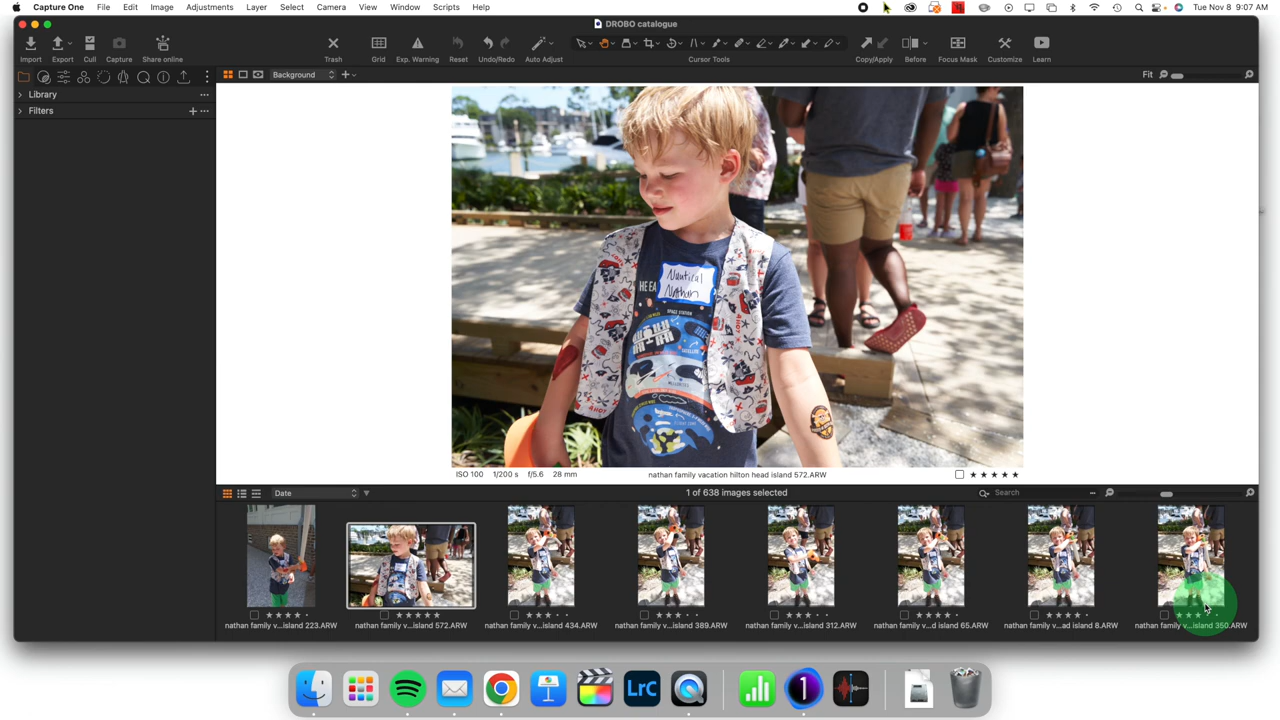 Capture One File Edit Image Adjustments Layer Select Camera View Window Scripts Help
Tue Nov 8 9:07 AM
DROBO catalogue
Import Export Cull Capture Share online
Trash Grid Exp. Warning Reset Undo/Redo Auto Adjust Cursor Tools Copy/Apply Before Focus Mask Customize Learn
Background
Fit
Library
Filters
Nautical
Nathan
AHOY
ISO 100 1/200 s f/5.6 28 mm
nathan family vacation hilton head island 572.ARW
Date
1 of 638 images selected
Search
nathan family v...island 223.ARW
nathan family v...island 572.ARW
nathan family v...island 434.ARW
nathan family v...island 389.ARW
nathan family v...island 312.ARW
nathan family v...d island 65.ARW
nathan family v...ad island 8.ARW
nathan family v...island 350.ARW
LrC
1